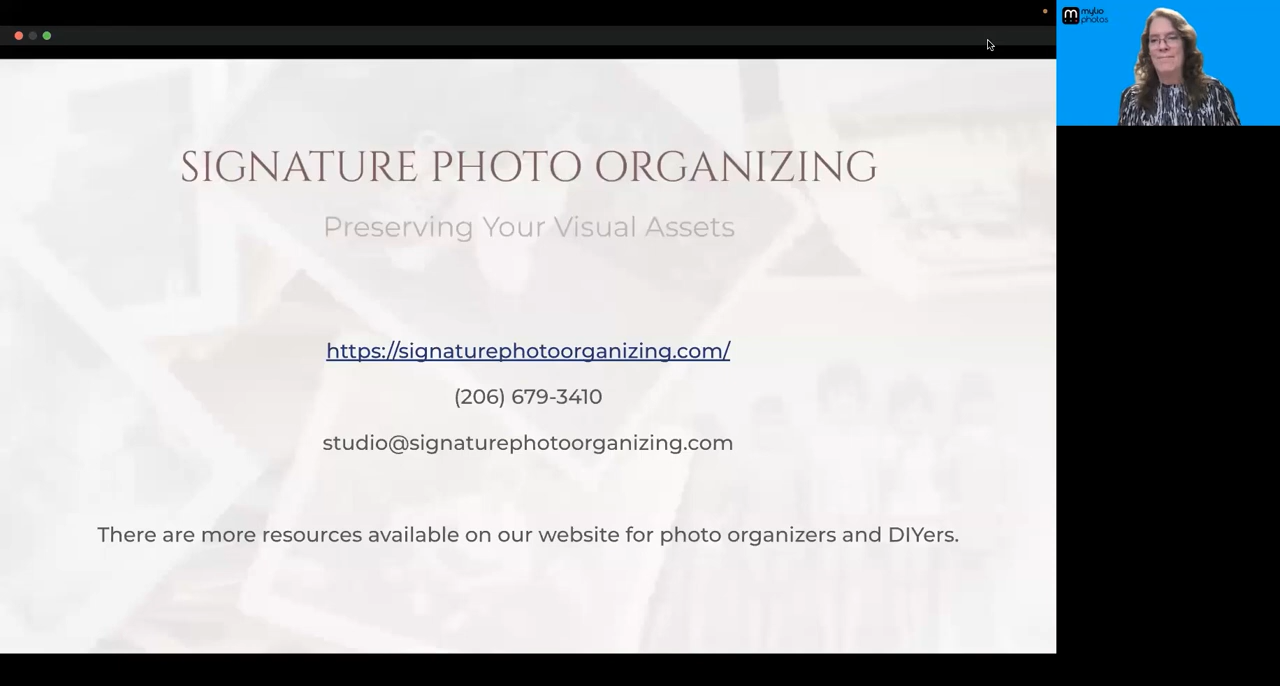 mylio
photos
SIGNATURE PHOTO ORGANIZING
Preserving Your Visual Assets
https://signaturephotoorganizing.com/
(206) 679-3410
studio@signaturephotoorganizing.com
There are more resources available on our website for photo organizers and DIYers.